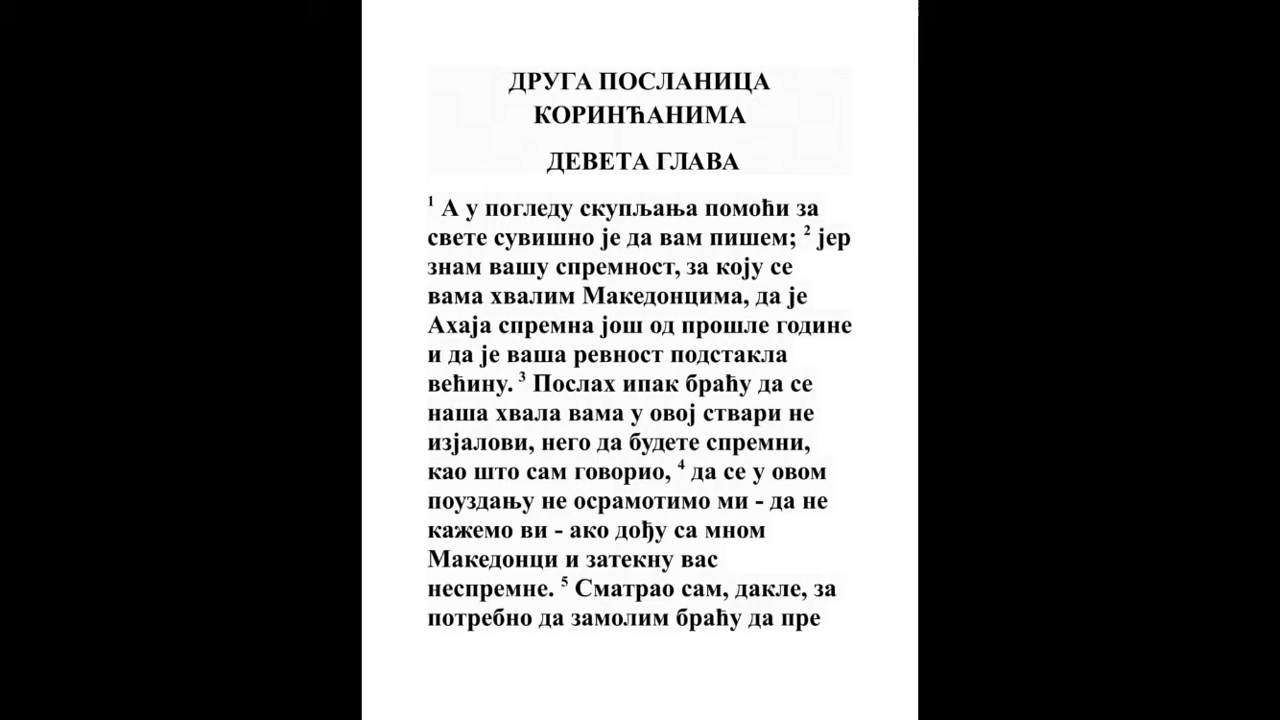 ДРУГА ПОСЛАНИЦА
КОРИНЋАНИМА
ДЕВЕТА ГЛАВА
¹ А у погледу скупљања помоћи за
свете сувишно је да вам пишем; ² јер
знам вашу спремност, за коју се
вама хвалим Македонцима, да је
Ахаја спремна још од прошле године
и да је ваша ревност подстакла
већину. ³ Послах ипак браћу да се
наша хвала вама у овој ствари не
изјалови, него да будете спремни,
као што сам говорио, ⁴ да се у овом
поуздању не осрамотимо ми - да не
кажемо ви - ако дођу са мном
Македонци и затекну вас
неспремне. ⁵ Сматрао сам, дакле, за
потребно да замолим браћу да пре